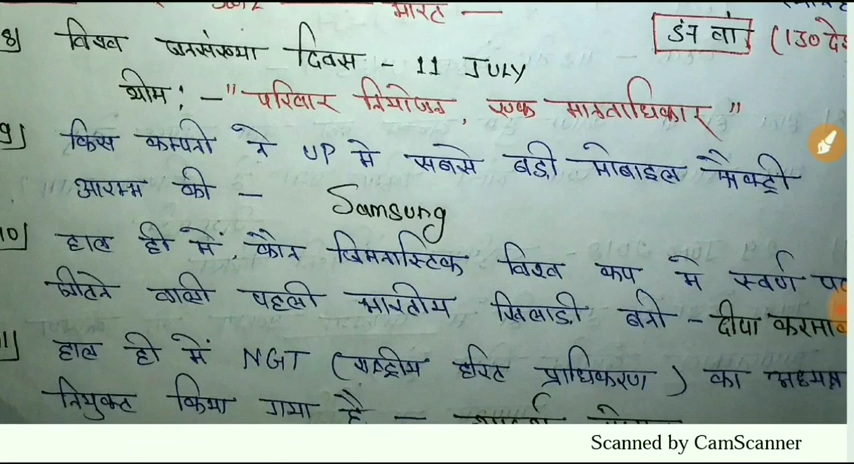 भारत —
57 वां (130 दे
8) विश्व जनसंख्या दिवस - 11 JULY
थीम : - "परिवार नियोजन, एक मानवाधिकार"
9) किस कम्पनी ने UP मे सबसे बडी मोबाइल फैक्ट्री
आरम्भ की - Samsung
10) हाल ही में, कौन जिमनास्टिक विश्व कप मे स्वर्ण
जीतने वाली पहली भारतीय खिलाडी बनी - दीपा करमाक
11) हाल ही में NGT (राष्ट्रीय हरित प्राधिकरण) का अध्यक्ष
नियुक्त किया गया है -
Scanned by CamScanner